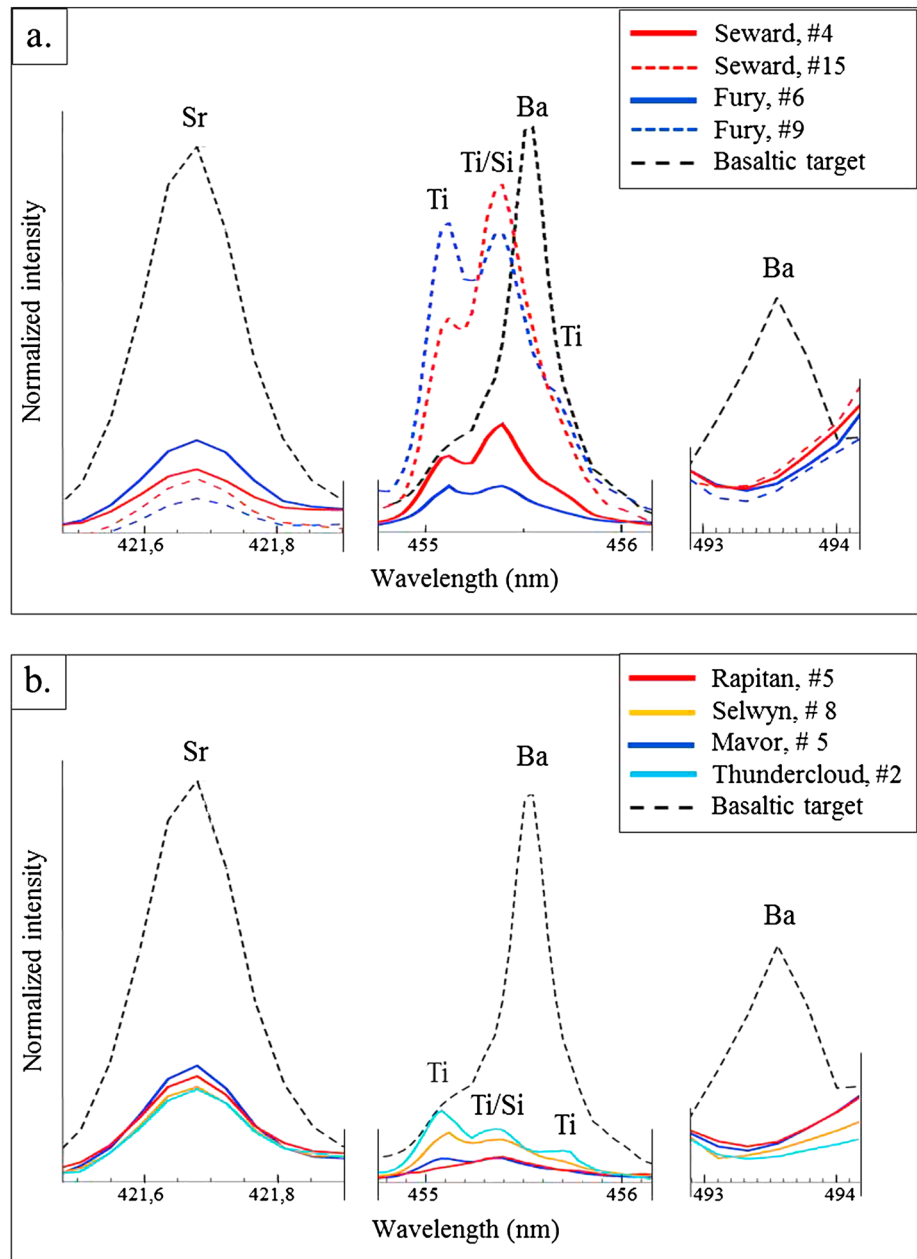 a.
Seward, #4
Seward, #15
Fury, #6
Fury, #9
Basaltic target
Sr
Ba
Ti/Si
Ti
Ti
Ba
Normalized intensity
421,6 421,8 455 456 493 494
Wavelength (nm)
b.
Rapitan, #5
Selwyn, # 8
Mavor, # 5
Thundercloud, #2
Basaltic target
Sr
Ba
Ba
Ti
Ti/Si
Ti
Normalized intensity
421,6 421,8 455 456 493 494
Wavelength (nm)